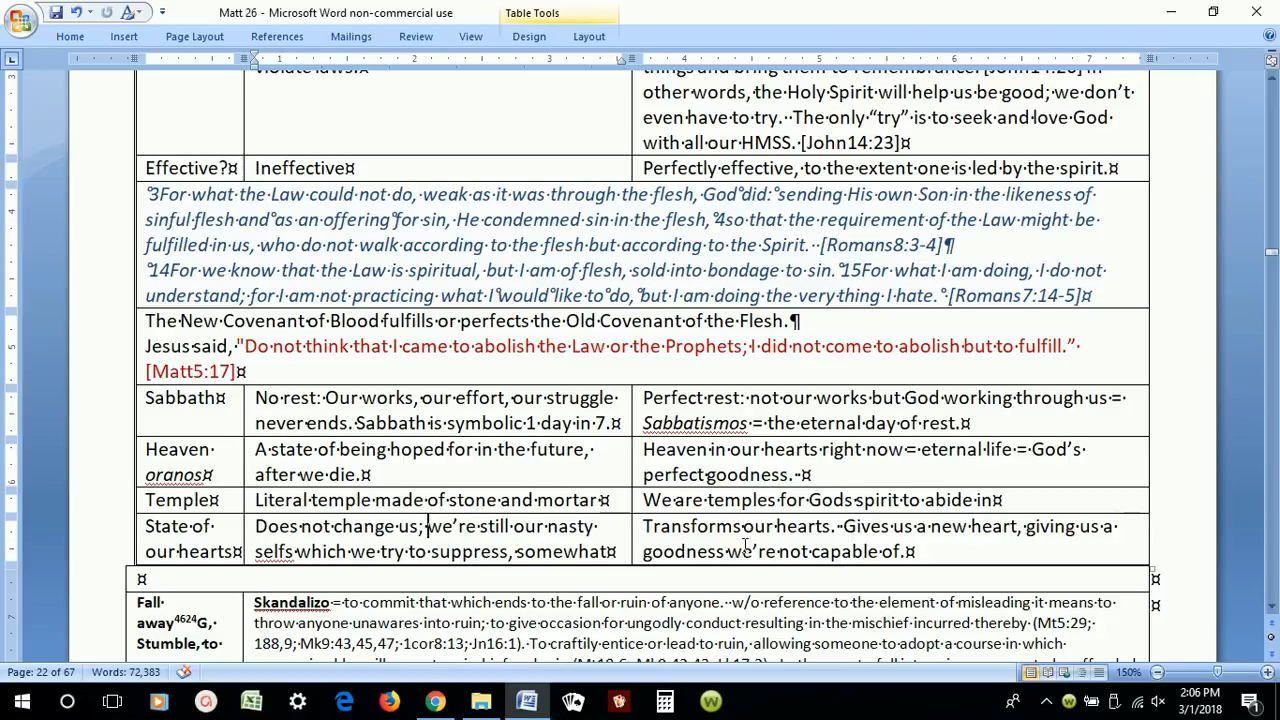 Matt 26 - Microsoft Word non-commercial use
Table Tools
Home Insert Page Layout References Mailings Review View Design Layout
1 2 3 4 5 6 7
things and bring them to remembrance. [John14:26] In
other words, the Holy Spirit will help us be good; we don't
even have to try. The only "try" is to seek and love God
with all our HMSS. [John14:23]¤
Effective?¤ Ineffective¤ Perfectly effective, to the extent one is led by the spirit.¤
3For what the Law could not do, weak as it was through the flesh, God did: sending His own Son in the likeness of
sinful flesh and as an offering for sin, He condemned sin in the flesh, 4so that the requirement of the Law might be
fulfilled in us, who do not walk according to the flesh but according to the Spirit. [Romans8:3-4]¶
14For we know that the Law is spiritual, but I am of flesh, sold into bondage to sin. 15For what I am doing, I do not
understand; for I am not practicing what I would like to do, but I am doing the very thing I hate. [Romans7:14-5]¤
The New Covenant of Blood fulfills or perfects the Old Covenant of the Flesh.¶
Jesus said, "Do not think that I came to abolish the Law or the Prophets; I did not come to abolish but to fulfill."
[Matt5:17]¤
Sabbath¤ No rest: Our works, our effort, our struggle
never ends. Sabbath is symbolic 1 day in 7.¤
Perfect rest: not our works but God working through us =
Sabbatismos = the eternal day of rest.¤
Heaven
oranos¤
A state of being hoped for in the future,
after we die.¤
Heaven in our hearts right now = eternal life = God's
perfect goodness. ¤
Temple¤ Literal temple made of stone and mortar¤ We are temples for Gods spirit to abide in¤
State of
our hearts¤
Does not change us; we're still our nasty
selfs which we try to suppress, somewhat¤
Transforms our hearts. Gives us a new heart, giving us a
goodness we're not capable of.¤
¤ ¤
Fall
away4624G,
Stumble, to
Skandalizo = to commit that which ends to the fall or ruin of anyone. w/o reference to the element of misleading it means to
throw anyone unawares into ruin; to give occasion for ungodly conduct resulting in the mischief incurred thereby (Mt5:29;
188,9; Mk9:43,45,47; 1cor8:13; Jn16:1). To craftily entice or lead to ruin, allowing someone to adopt a course in which
¤
Page: 22 of 67 Words: 72,383 150%
2:06 PM
3/1/2018